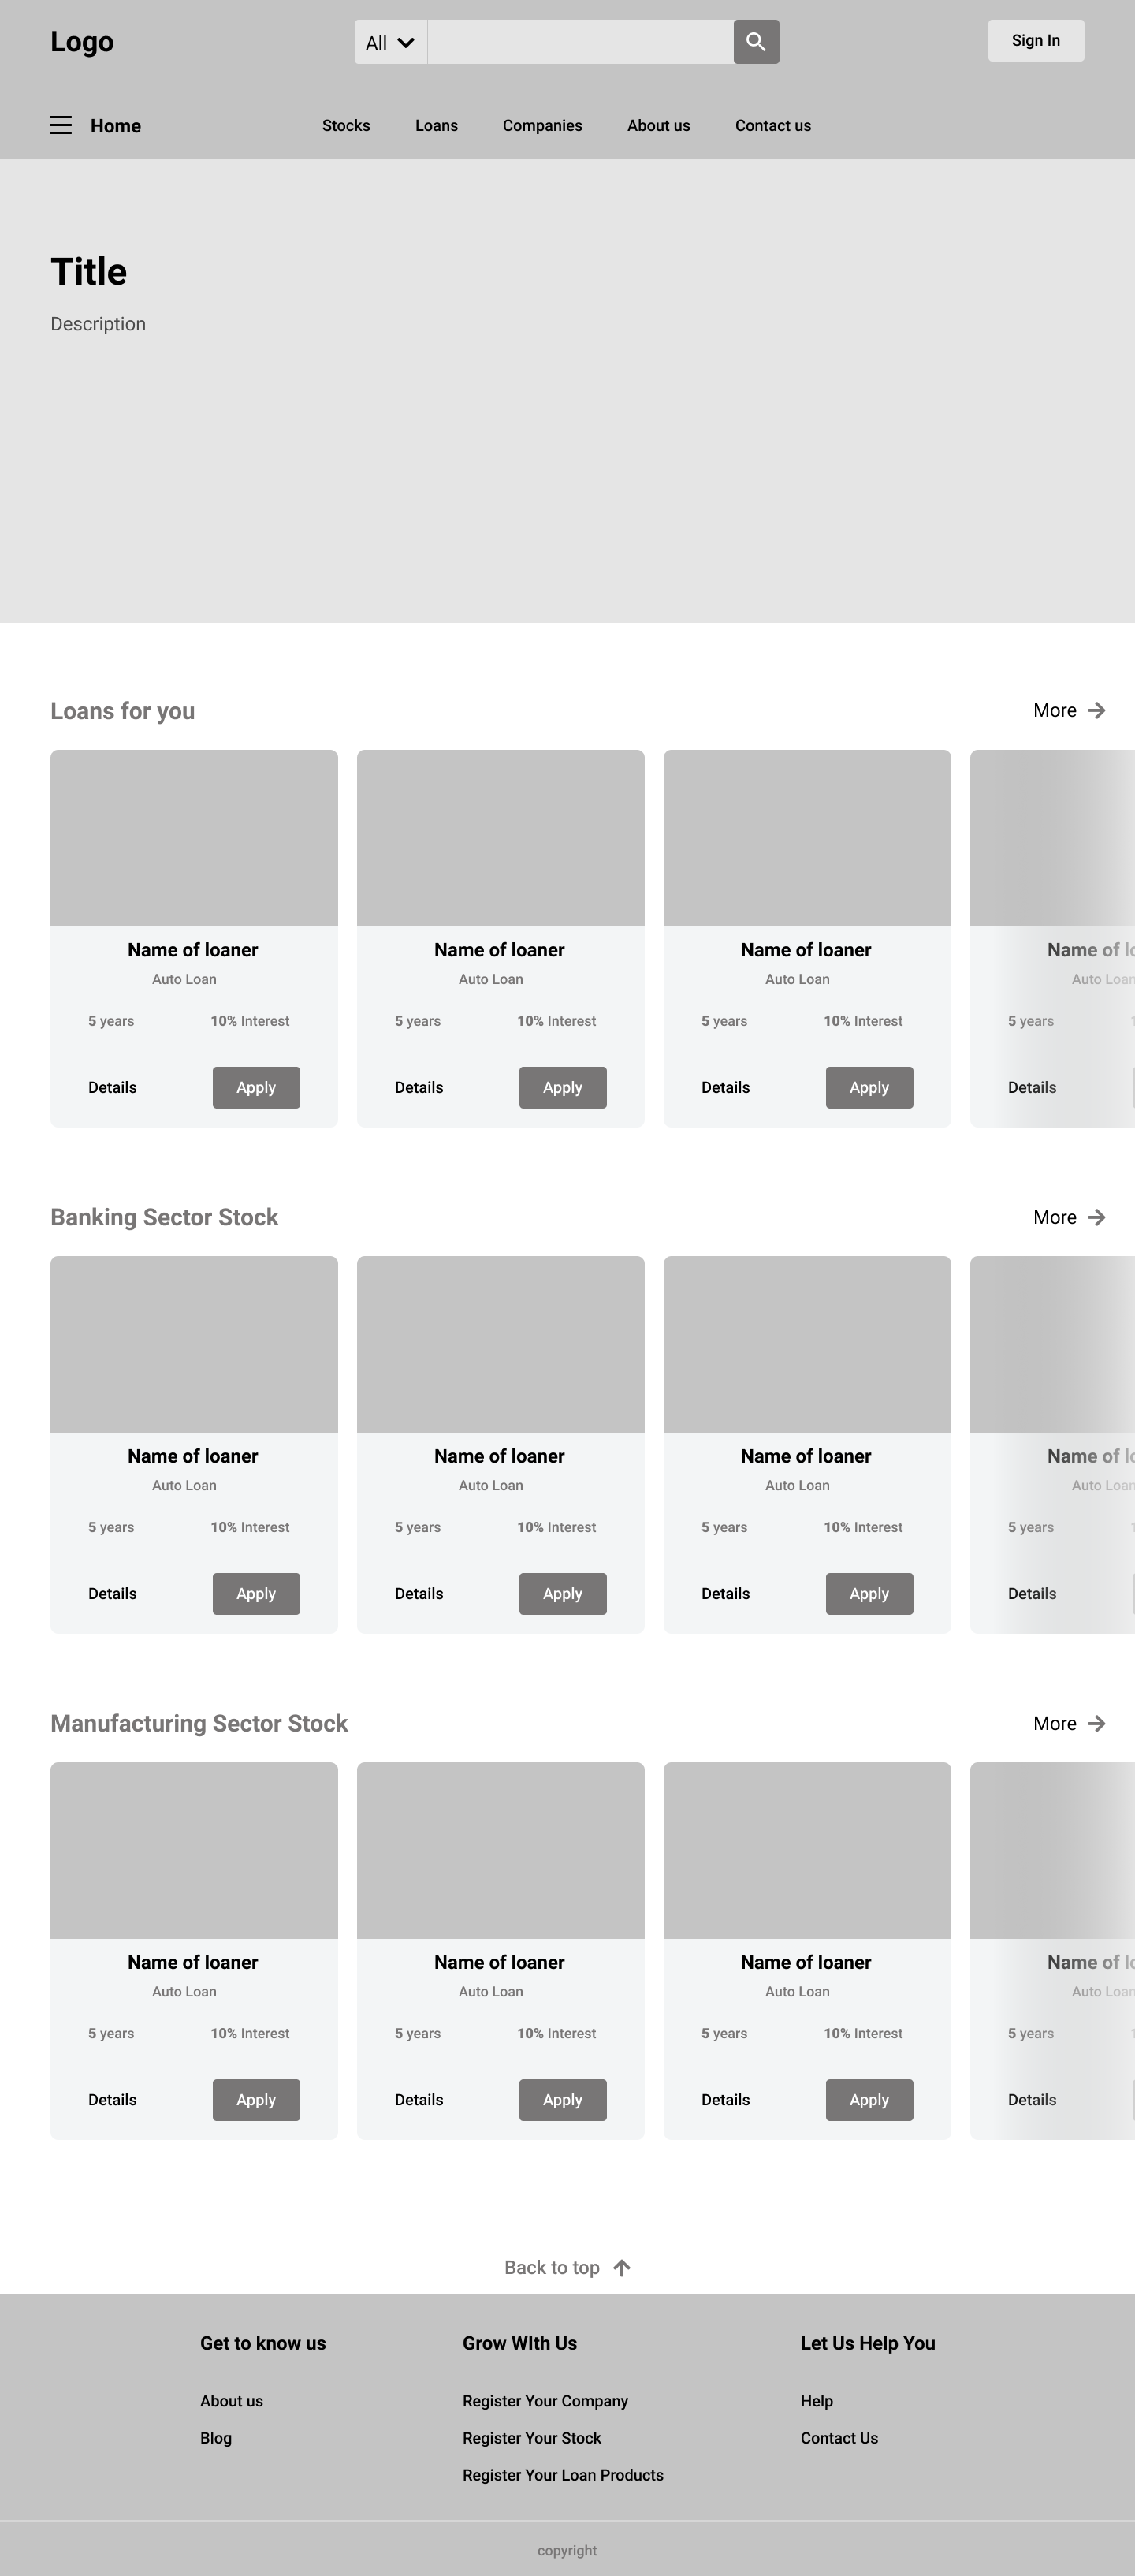 Logo
All
Sign In
Home
Stocks Loans Companies About us Contact us
Title
Description
Loans for you
More
Name of loaner Name of loaner Name of loaner Name of lo
Auto Loan Auto Loan Auto Loan Auto Loan
5 years 10% Interest 5 years 10% Interest 5 years 10% Interest 5 years
Details Apply Details Apply Details Apply Details
Banking Sector Stock
More
Name of loaner Name of loaner Name of loaner Name of lo
Auto Loan Auto Loan Auto Loan Auto Loan
5 years 10% Interest 5 years 10% Interest 5 years 10% Interest 5 years
Details Apply Details Apply Details Apply Details
Manufacturing Sector Stock
More
Name of loaner Name of loaner Name of loaner Name of lo
Auto Loan Auto Loan Auto Loan Auto Loan
5 years 10% Interest 5 years 10% Interest 5 years 10% Interest 5 years
Details Apply Details Apply Details Apply Details
Back to top
Get to know us Grow WIth Us Let Us Help You
About us Register Your Company Help
Blog Register Your Stock Contact Us
Register Your Loan Products
copyright